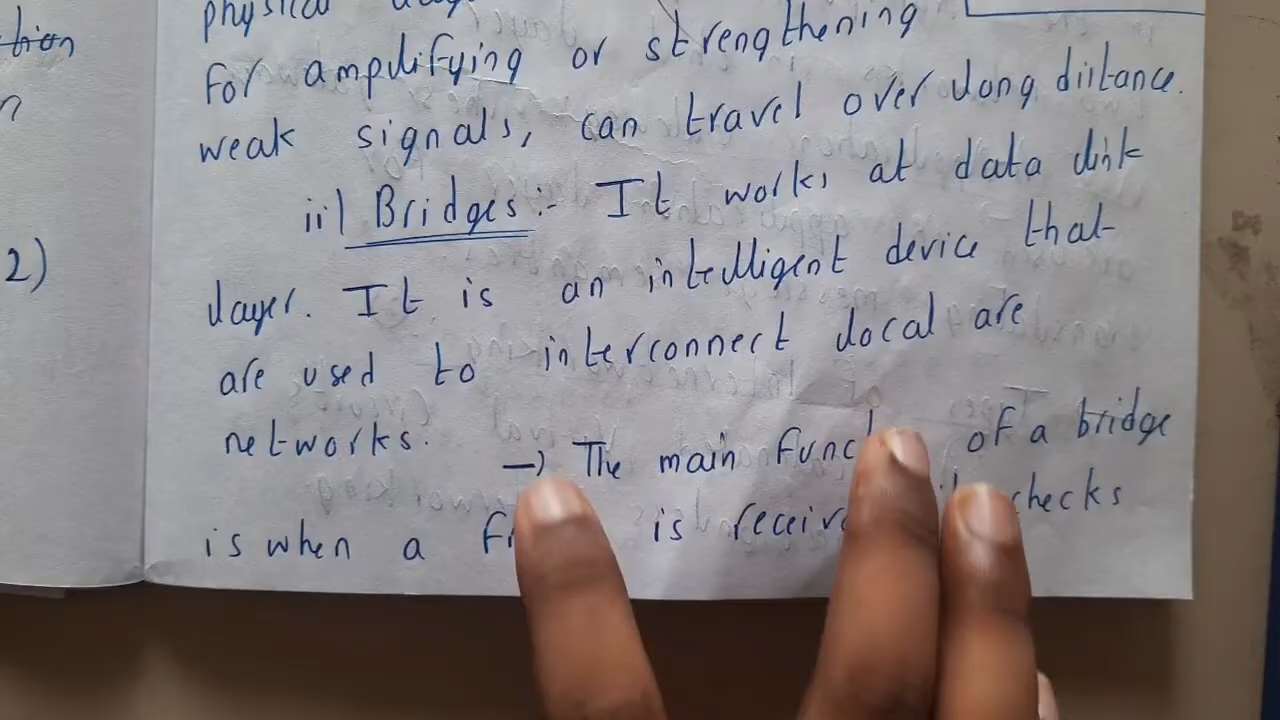 tion
n
2)
physical
for amplifying or strengthening
weak signals, can travel over long distance.
ii) Bridges :- It works at data link
layer. It is an intelligent device that
are used to interconnect local are
networks.
→ The main func of a bridge
is when a is checks